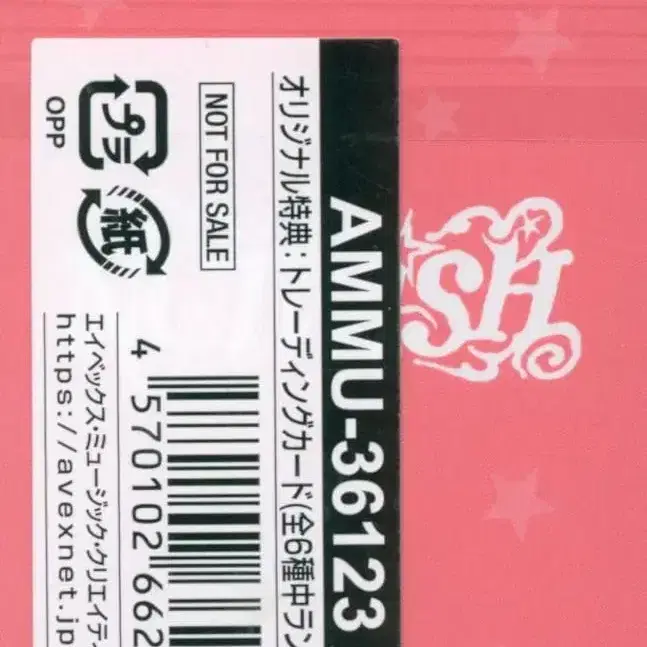 SH
AMMU-36123
オリジナル特典：トレーディングカード(全6種中ラン
NOT FOR SALE
プラ
OPP
紙
4 570102 662
エイベックス・ミュージック・クリエイティ
https://avexnet.jp